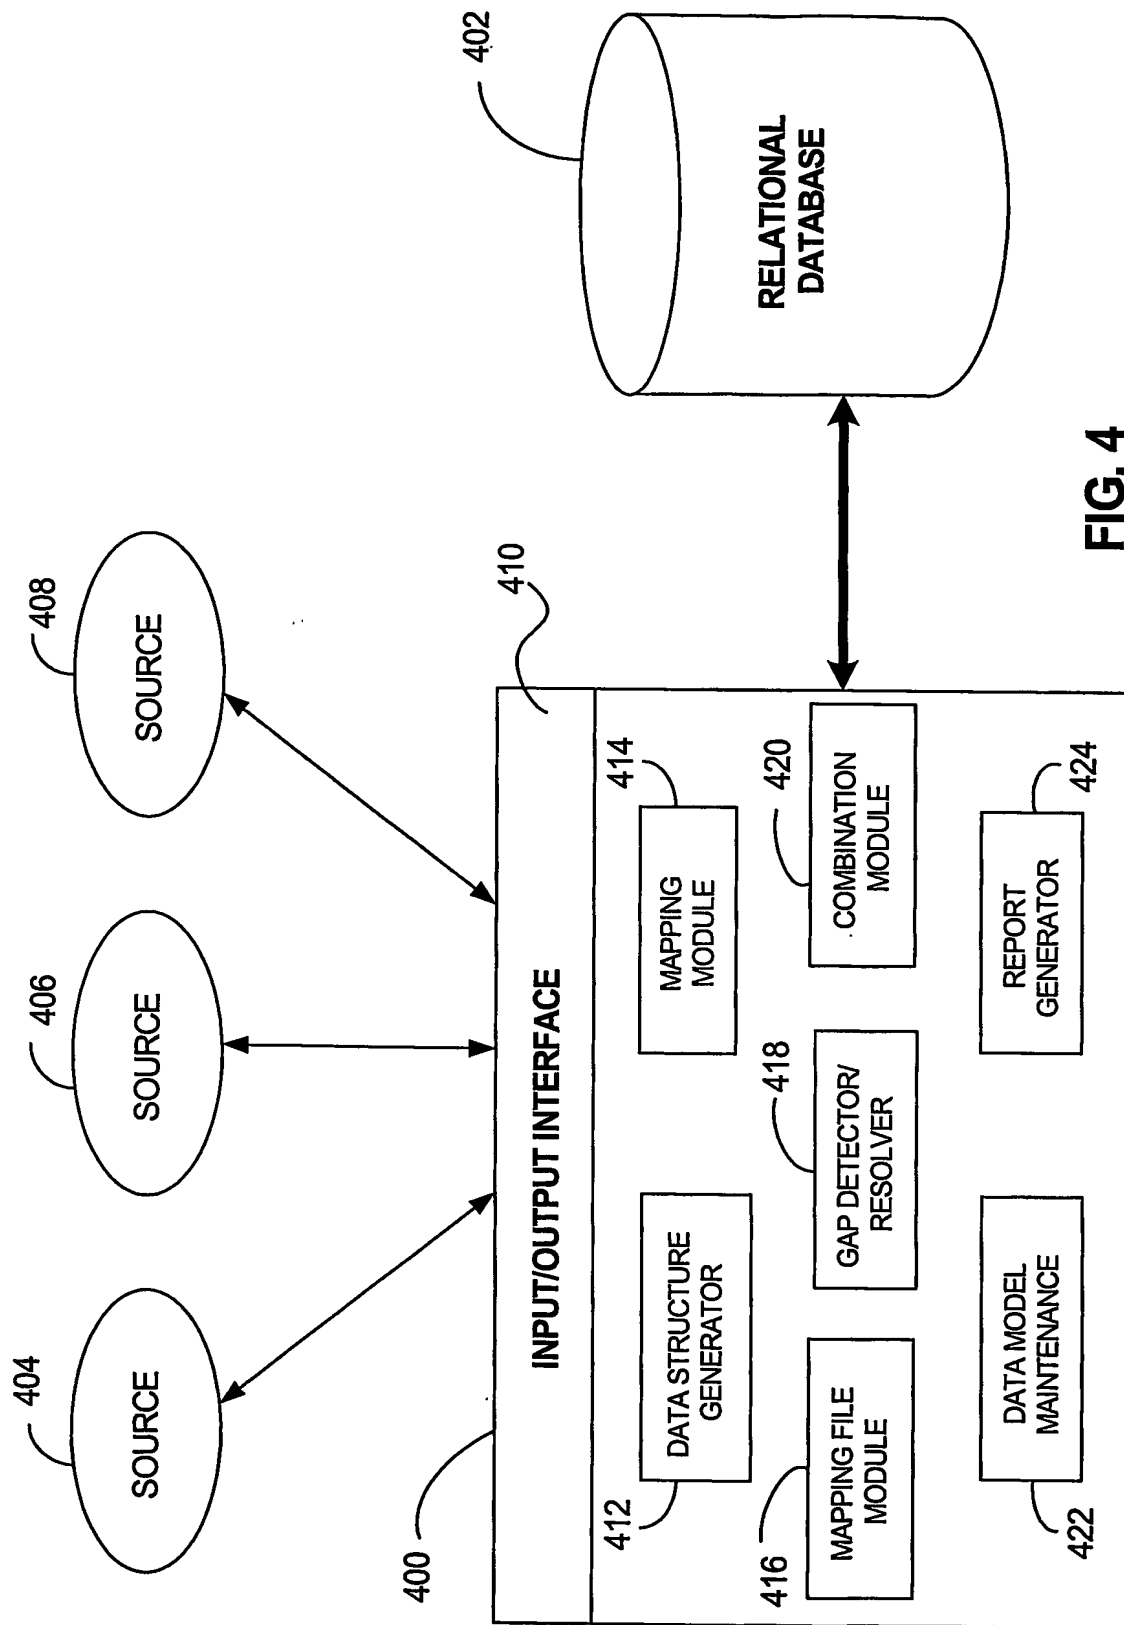 404
SOURCE
406
SOURCE
408
SOURCE
402
RELATIONAL
DATABASE
400
INPUT/OUTPUT INTERFACE
410
412
DATA STRUCTURE
GENERATOR
414
MAPPING
MODULE
416
MAPPING FILE
MODULE
418
GAP DETECTOR/
RESOLVER
420
COMBINATION
MODULE
422
DATA MODEL
MAINTENANCE
424
REPORT
GENERATOR
FIG. 4